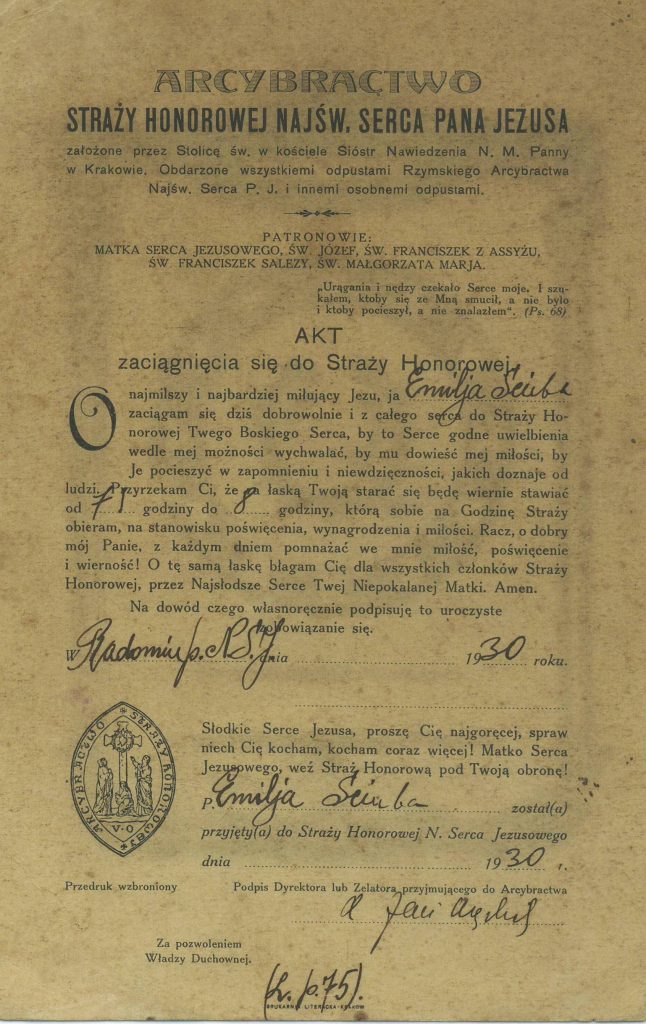 ARCYBRACTWO
STRAŻY HONOROWEJ NAJŚW. SERCA PANA JEZUSA
założone przez Stolicę św. w kościele Sióstr Nawiedzenia N. M. Panny
w Krakowie. Obdarzone wszystkiemi odpustami Rzymskiego Arcybractwa
Najśw. Serca P. J. i innemi osobnemi odpustami.
PATRONOWIE:
MATKA SERCA JEZUSOWEGO, ŚW. JÓZEF, ŚW. FRANCISZEK Z ASSYŻU,
ŚW. FRANCISZEK SALEZY, ŚW. MAŁGORZATA MARJA.
„Urągania i nędzy czekało Serce moje. I szu-
kałem, ktoby się ze Mną smucił, a nie było
i ktoby pocieszył, a nie znalazłem“. (Ps. 68)
AKT
zaciągnięcia się do Straży Honorowej.
Onajmilszy i najbardziej miłujący Jezu, ja Emilja Ściuba
zaciągam się dziś dobrowolnie i z całego serca do Straży Ho-
norowej Twego Boskiego Serca, by to Serce godne uwielbienia
wedle mej możności wychwalać, by mu dowieść mej miłości, by
Je pocieszyć w zapomnieniu i niewdzięczności, jakich doznaje od
ludzi. Przyrzekam Ci, że za łaską Twoją starać się będę wiernie stawiać
od 7 godziny do 8 godziny, którą sobie na Godzinę Straży
obieram, na stanowisku poświęcenia, wynagrodzenia i miłości. Racz, o dobry
mój Panie, z każdym dniem pomnażać we mnie miłość, poświęcenie
i wierność! O tę samą łaskę błagam Cię dla wszystkich członków Straży
Honorowej, przez Najsłodsze Serce Twej Niepokalanej Matki. Amen.
Na dowód czego własnoręcznie podpisuję to uroczyste
zobowiązanie się.
W Radomiu p. N. S. J. dnia 1930 roku.
Słodkie Serce Jezusa, proszę Cię najgoręcej, spraw
niech Cię kocham, kocham coraz więcej! Matko Serca
Jezusowego, weź Straż Honorową pod Twoją obronę!
P. Emilja Ściuba został(a)
przyjęty(a) do Straży Honorowej N. Serca Jezusowego
dnia 1930 r.
ARCYBRACTWO STRAŻY HONOROWEJ
V. O
Przedruk wzbroniony
Podpis Dyrektora lub Zelatora przyjmującego do Arcybractwa
Za pozwoleniem
Władzy Duchownej.
(L. p. 75).
DRUKARNIA LITERACKA KRAKÓW